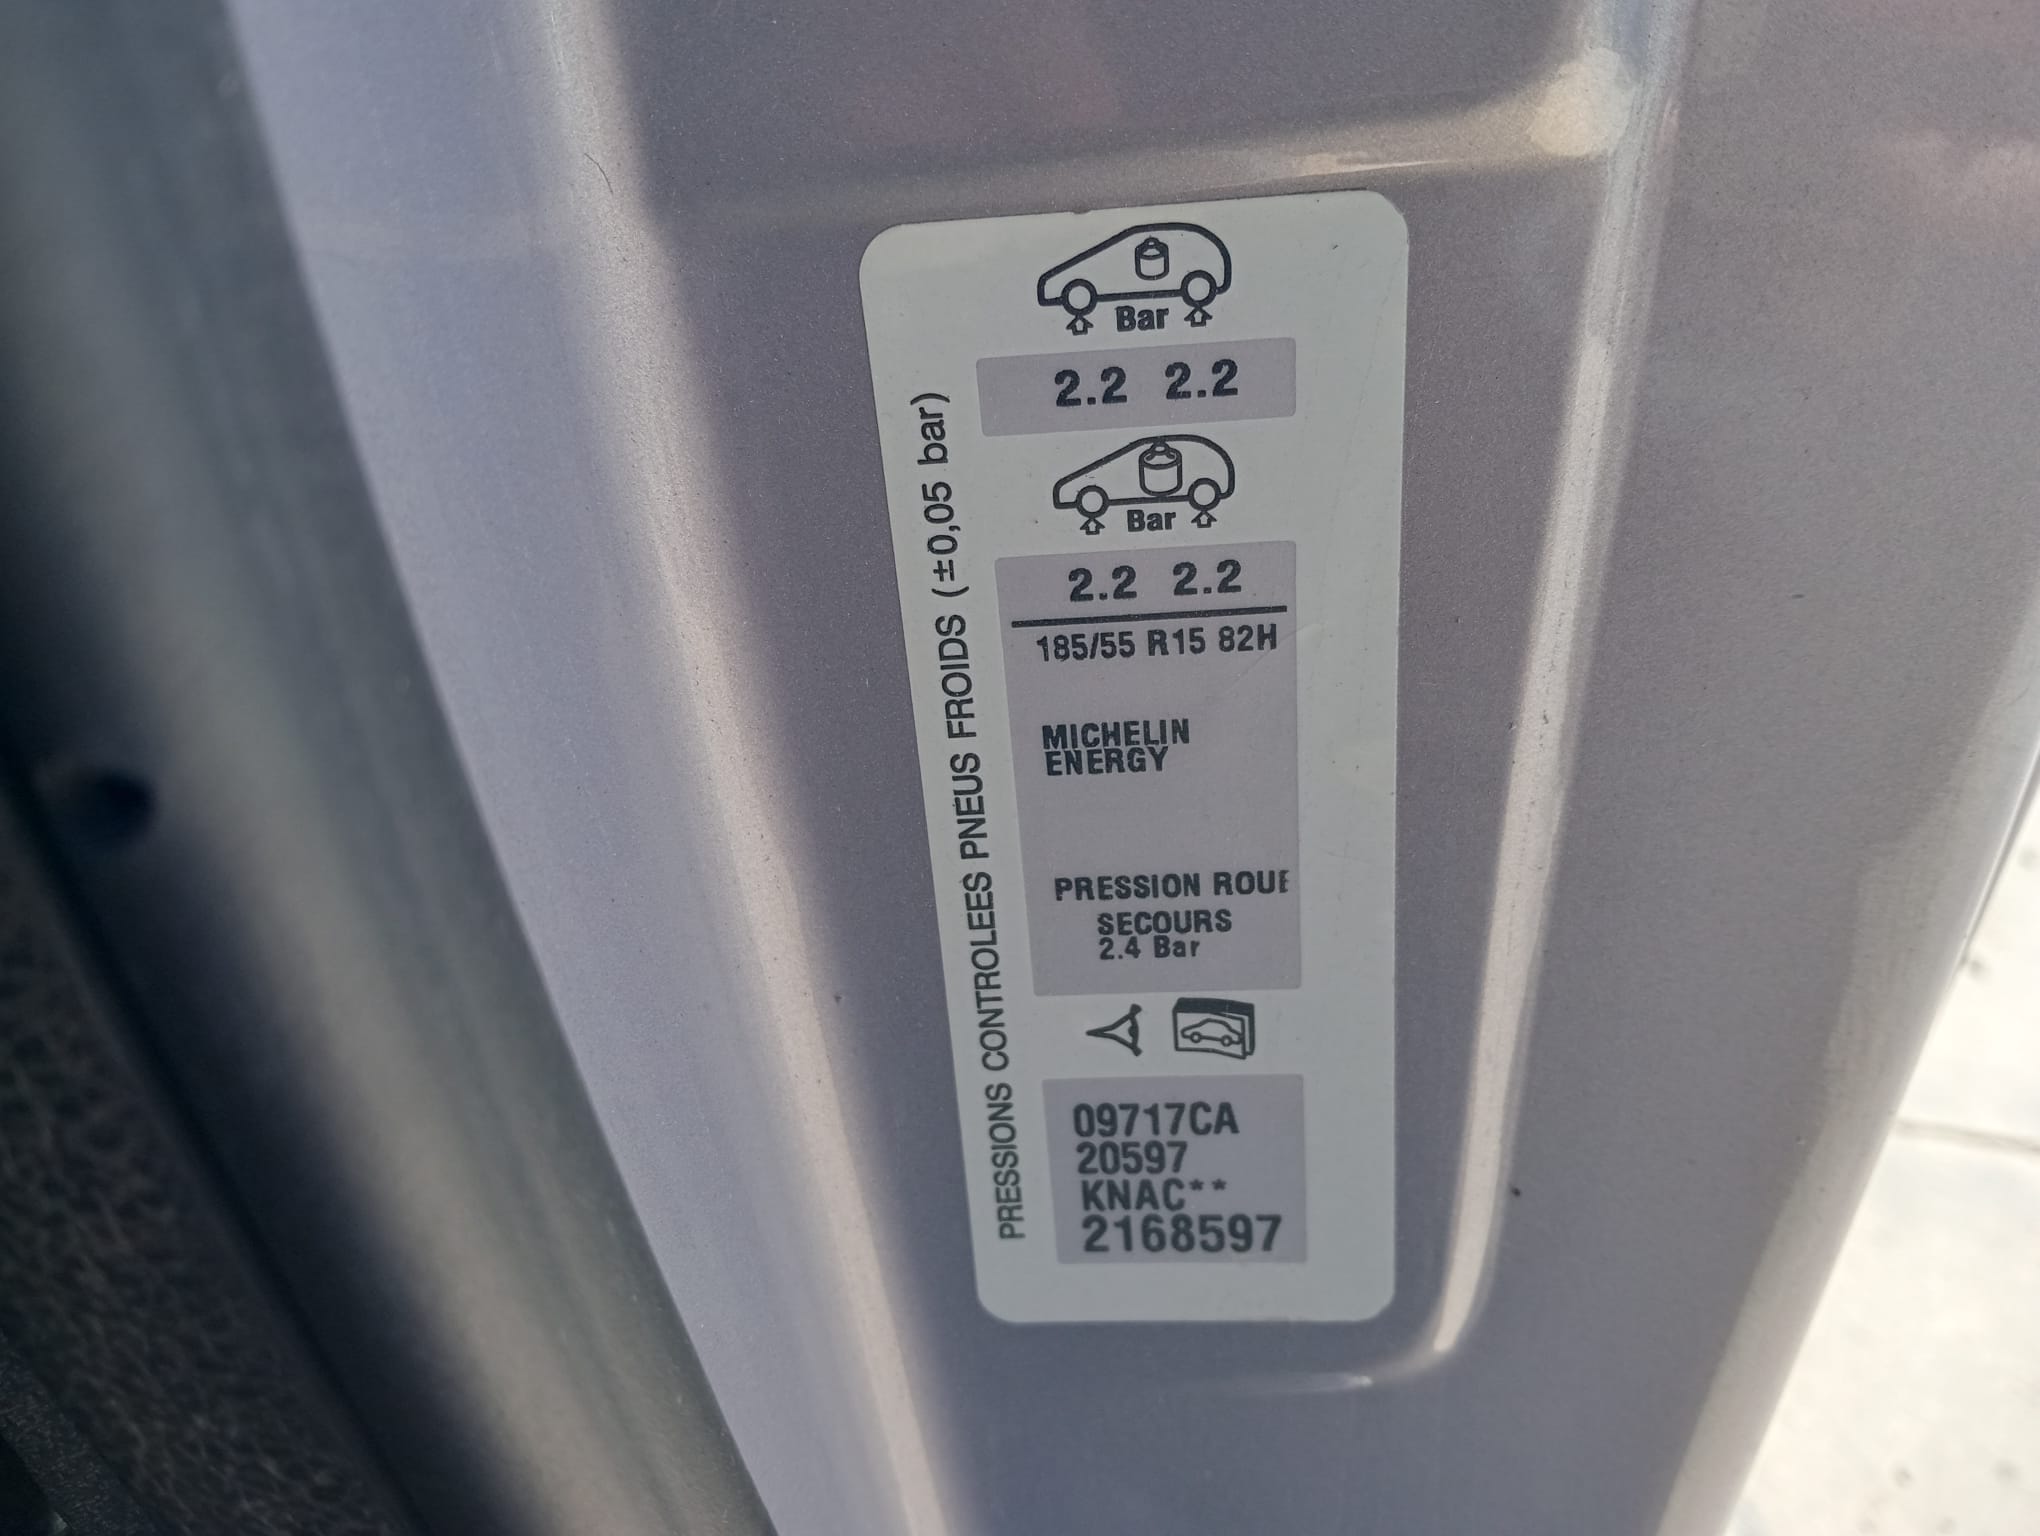 Bar
2.2 2.2
Bar
2.2 2.2
185/55 R15 82H
MICHELIN
ENERGY
PRESSION ROUE
SECOURS
2.4 Bar
09717CA
20597
KNAC**
2168597
PRESSIONS CONTROLEES PNEUS FROIDS (±0,05 bar)